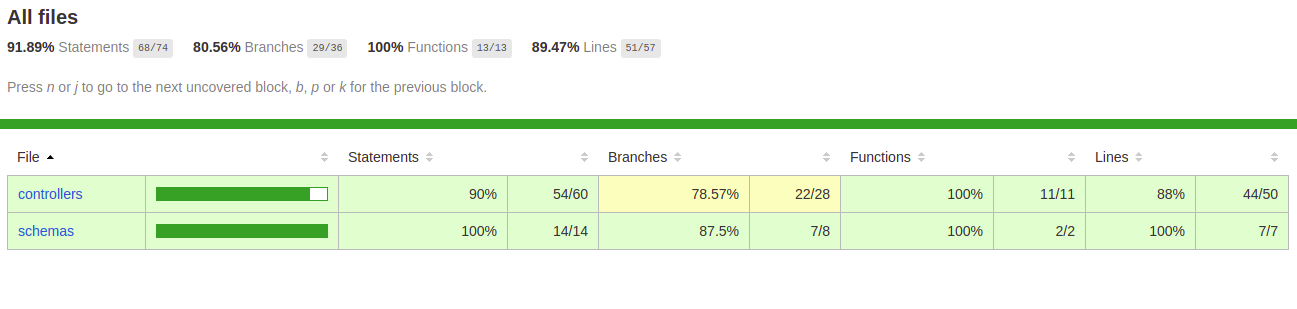 All files
91.89% Statements 68/74 80.56% Branches 29/36 100% Functions 13/13 89.47% Lines 51/57
Press n or j to go to the next uncovered block, b, p or k for the previous block.
File Statements Branches Functions Lines
controllers 90% 54/60 78.57% 22/28 100% 11/11 88% 44/50
schemas 100% 14/14 87.5% 7/8 100% 2/2 100% 7/7